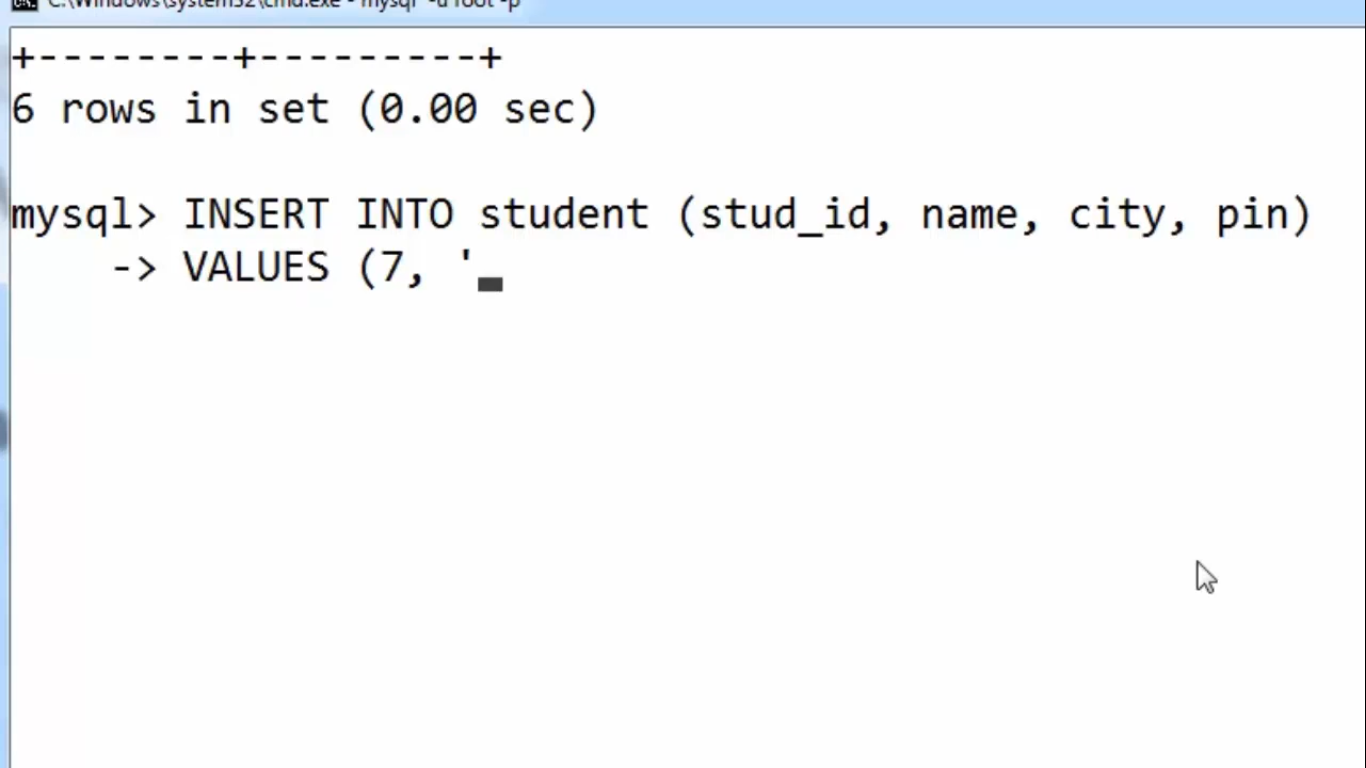 C:\Windows\system32\cmd.exe - mysql -u root -p
+--------+---------+
6 rows in set (0.00 sec)
mysql> INSERT INTO student (stud_id, name, city, pin)
-> VALUES (7, '